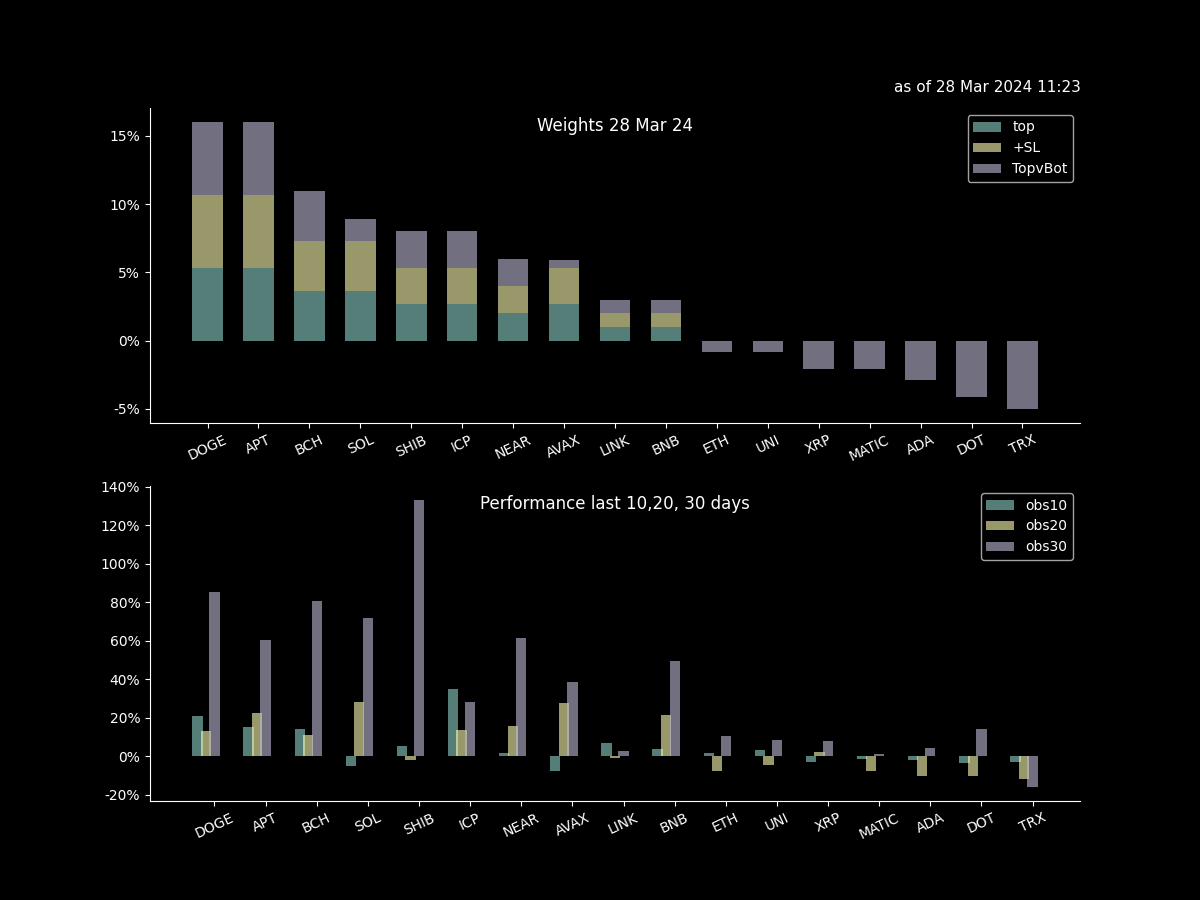 as of 28 Mar 2024 11:23
Weights 28 Mar 24
top
+SL
TopvBot
15%
10%
5%
0%
-5%
DOGE APT BCH SOL SHIB ICP NEAR AVAX LINK BNB ETH UNI XRP MATIC ADA DOT TRX
Performance last 10,20, 30 days
obs10
obs20
obs30
140%
120%
100%
80%
60%
40%
20%
0%
-20%
DOGE APT BCH SOL SHIB ICP NEAR AVAX LINK BNB ETH UNI XRP MATIC ADA DOT TRX